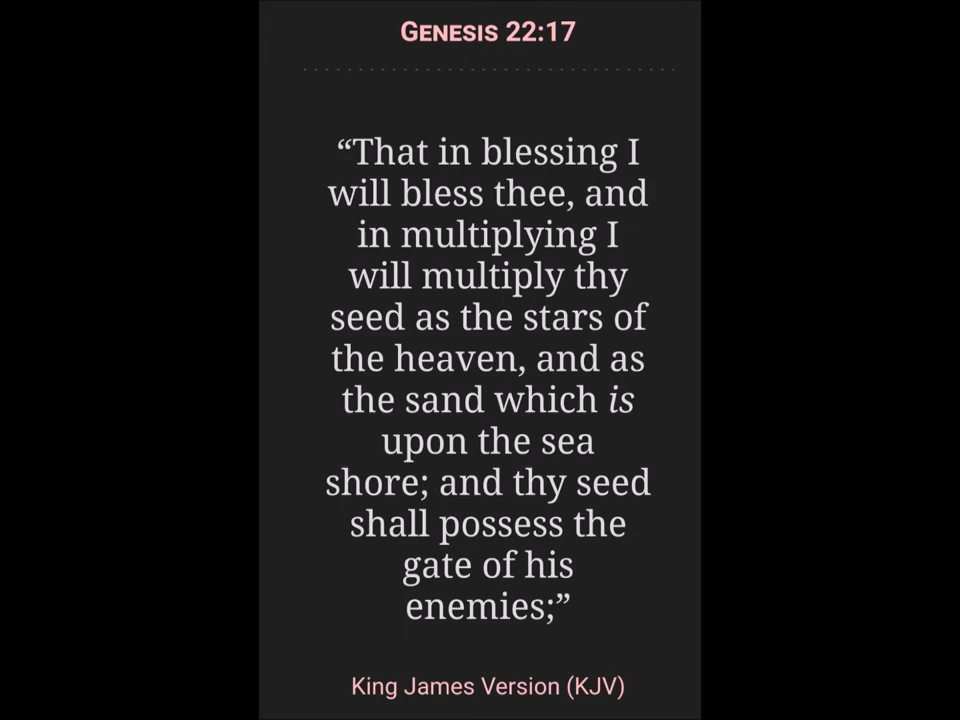 Genesis 22:17
“That in blessing I
will bless thee, and
in multiplying I
will multiply thy
seed as the stars of
the heaven, and as
the sand which is
upon the sea
shore; and thy seed
shall possess the
gate of his
enemies;”
King James Version (KJV)